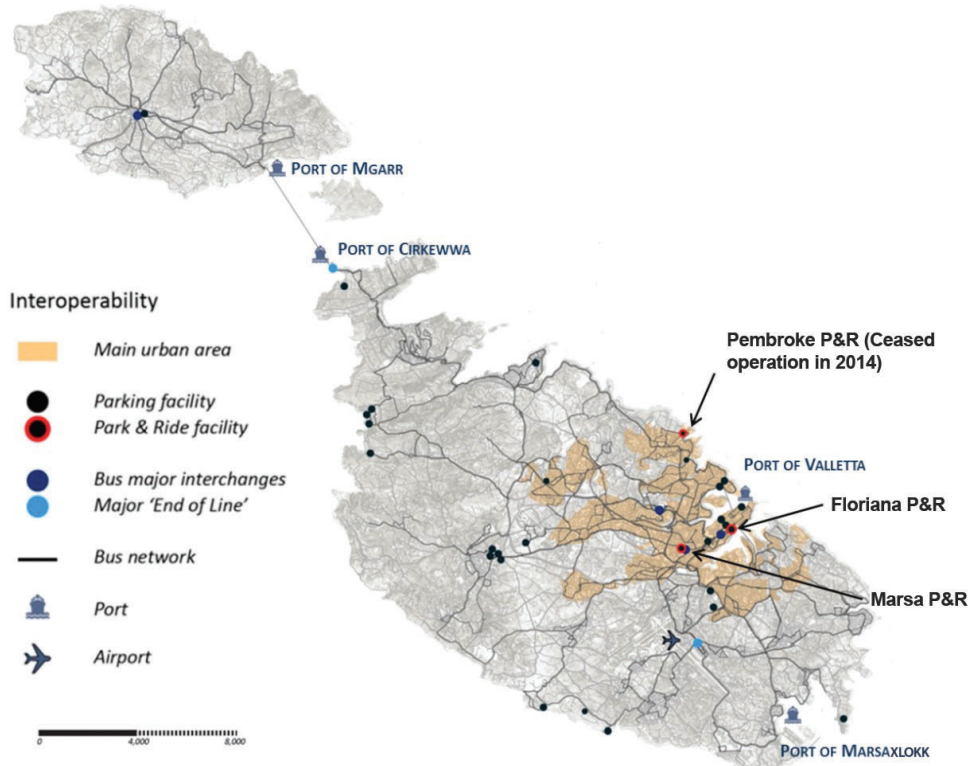 PORT OF MGARR
PORT OF CIRKEWWA
Interoperability
Main urban area
Parking facility
Park & Ride facility
Bus major interchanges
Major 'End of Line'
Bus network
Port
Airport
0 4,000 8,000
Pembroke P&R (Ceased
operation in 2014)
PORT OF VALLETTA
Floriana P&R
Marsa P&R
PORT OF MARSAXLOKK